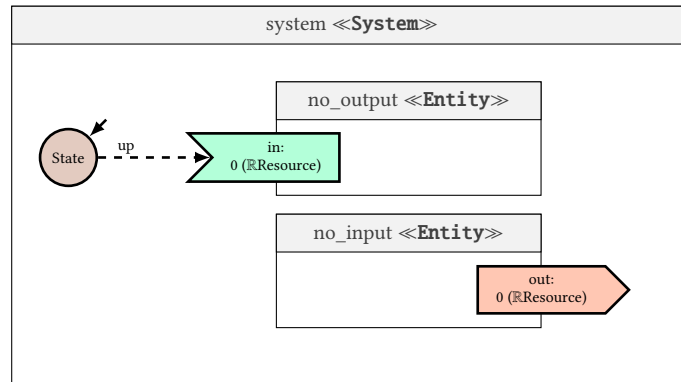 system ≪System≫
no_output ≪Entity≫
up
State
in:
0 (ℝResource)
no_input ≪Entity≫
out:
0 (ℝResource)